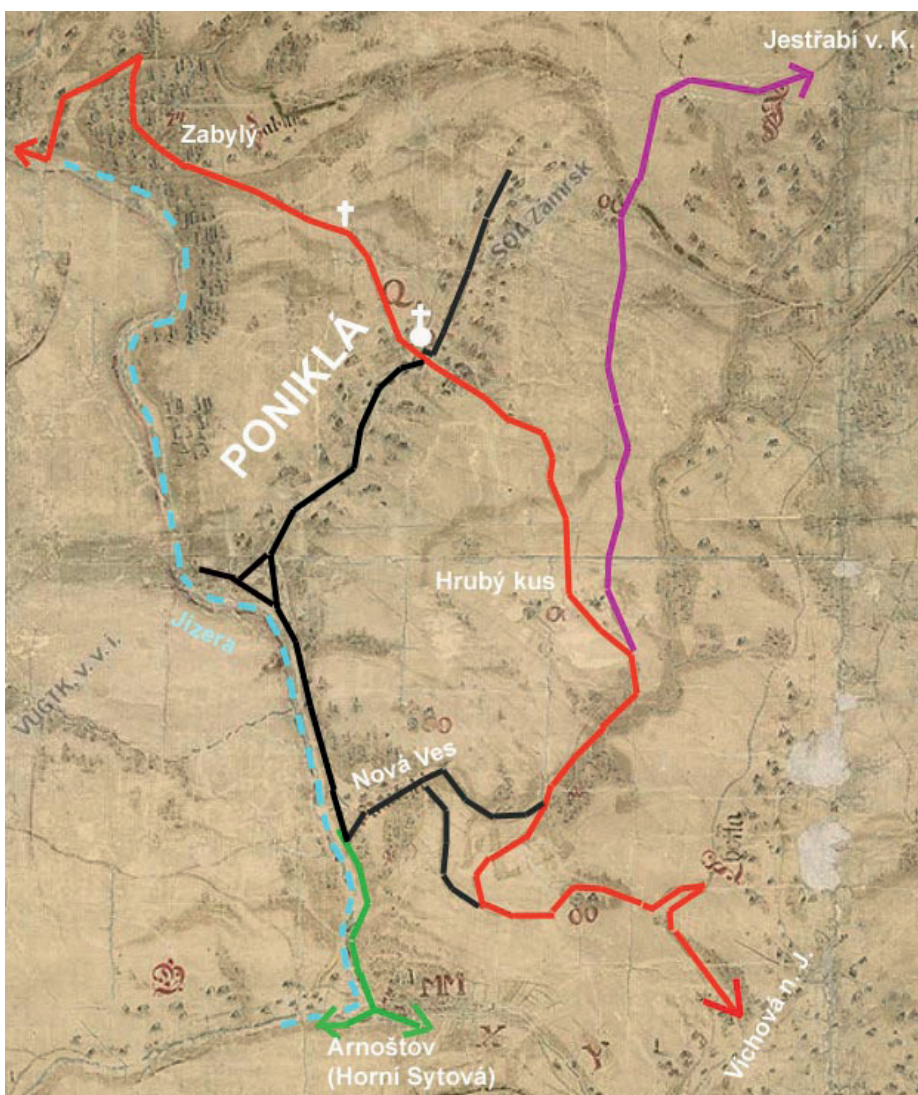 Jestřabí v. K.
Zabylý
SOA Zámrsk
PONIKLÁ
Hrubý kus
Jizera
VÚGTK, v. v. i.
Nová Ves
Víchová n. J.
Arnoštov
(Horní Sytová)